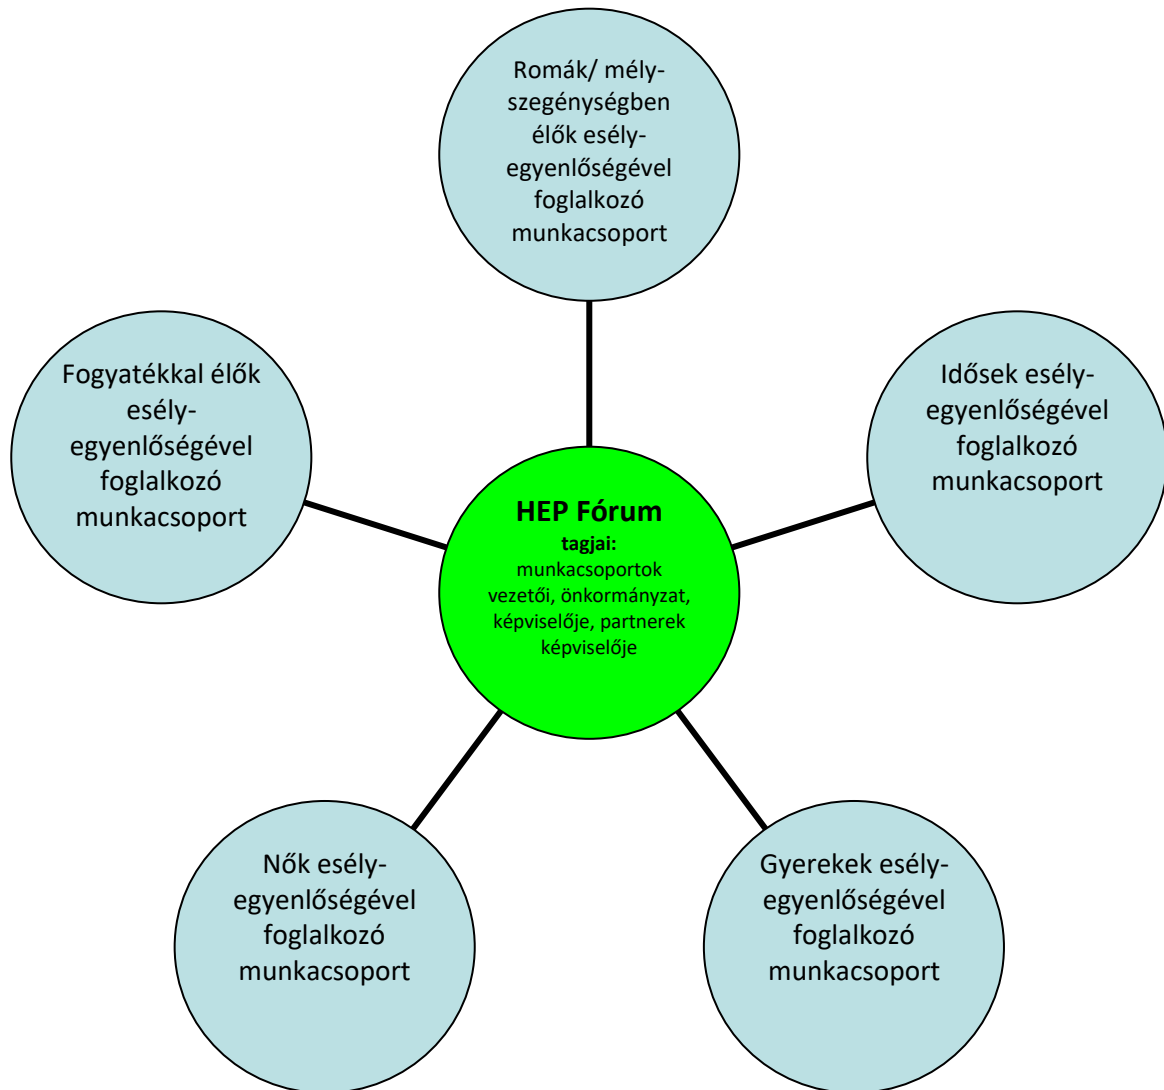 Romák/ mély-
szegénységben
élők esély-
egyenlőségével
foglalkozó
munkacsoport
Fogyatékkal élők
esély-
egyenlőségével
foglalkozó
munkacsoport
Idősek esély-
egyenlőségével
foglalkozó
munkacsoport
HEP Fórum
tagjai:
munkacsoportok
vezetői, önkormányzat,
képviselője, partnerek
képviselője
Nők esély-
egyenlőségével
foglalkozó
munkacsoport
Gyerekek esély-
egyenlőségével
foglalkozó
munkacsoport